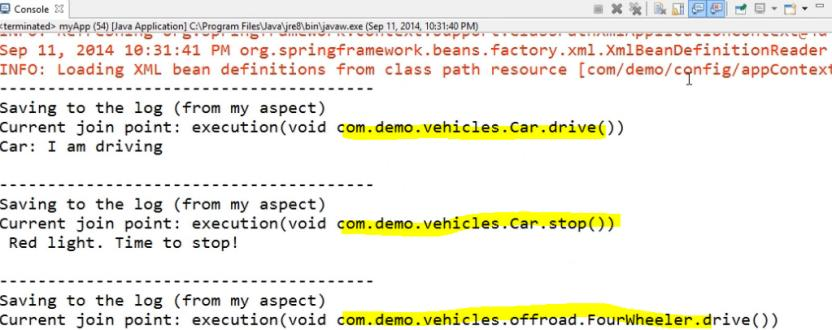 Console
<terminated> myApp (54) [Java Application] C:\Program Files\Java\jre8\bin\javaw.exe (Sep 11, 2014, 10:31:40 PM)
Sep 11, 2014 10:31:41 PM org.springframework.beans.factory.xml.XmlBeanDefinitionReader
INFO: Loading XML bean definitions from class path resource [com/demo/config/appContext
----------------------------------------
Saving to the log (from my aspect)
Current join point: execution(void com.demo.vehicles.Car.drive())
Car: I am driving
----------------------------------------
Saving to the log (from my aspect)
Current join point: execution(void com.demo.vehicles.Car.stop())
Red light. Time to stop!
----------------------------------------
Saving to the log (from my aspect)
Current join point: execution(void com.demo.vehicles.offroad.FourWheeler.drive())